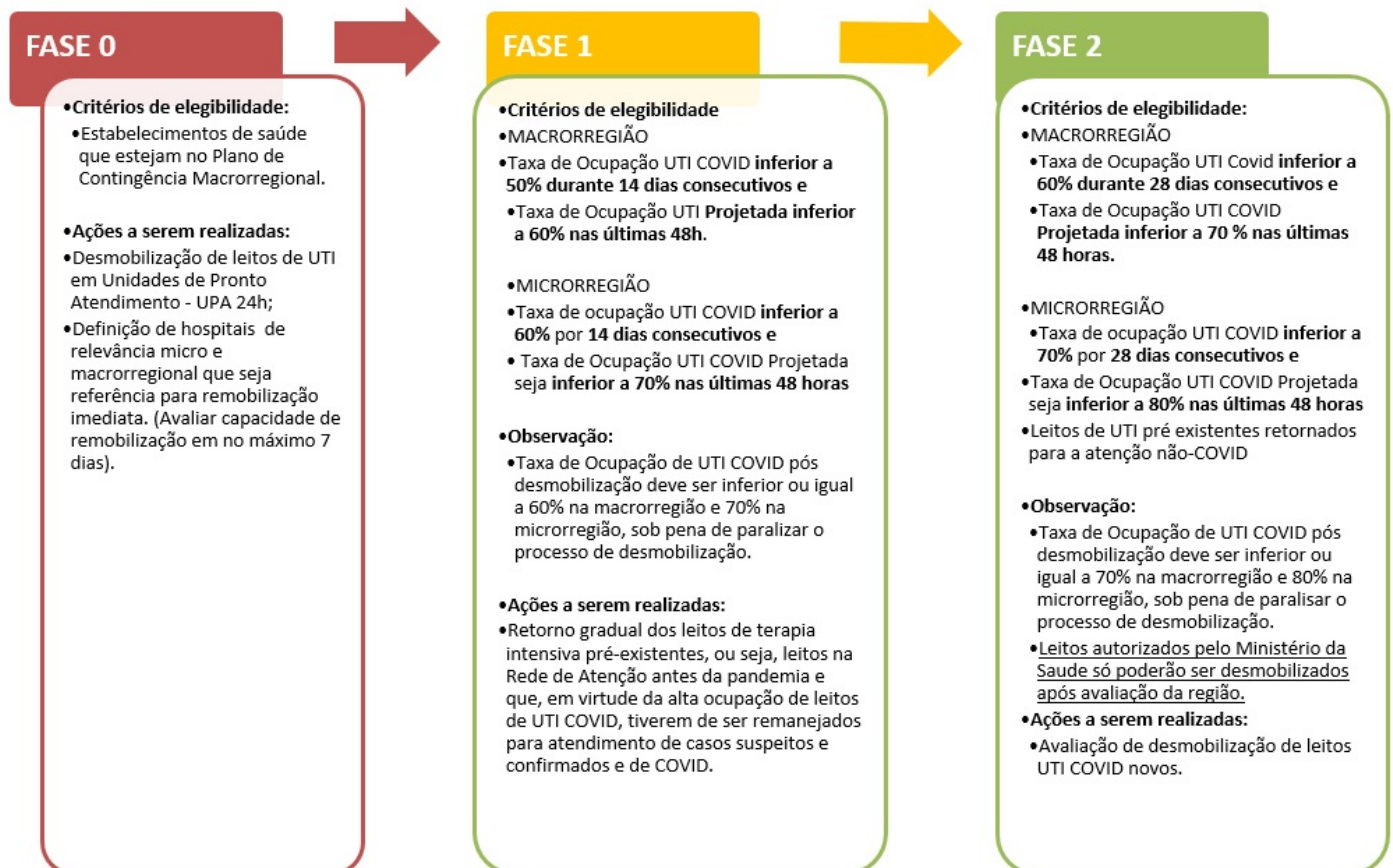 FASE 0
•Critérios de elegibilidade:
•Estabelecimentos de saúde
que estejam no Plano de
Contingência Macrorregional.
•Ações a serem realizadas:
•Desmobilização de leitos de UTI
em Unidades de Pronto
Atendimento - UPA 24h;
•Definição de hospitais de
relevância micro e
macrorregional que seja
referência para remobilização
imediata. (Avaliar capacidade de
remobilização em no máximo 7
dias).
FASE 1
•Critérios de elegibilidade
•MACRORREGIÃO
•Taxa de Ocupação UTI COVID inferior a
50% durante 14 dias consecutivos e
•Taxa de Ocupação UTI Projetada inferior
a 60% nas últimas 48h.
•MICRORREGIÃO
•Taxa de ocupação UTI COVID inferior a
60% por 14 dias consecutivos e
• Taxa de Ocupação UTI COVID Projetada
seja inferior a 70% nas últimas 48 horas
•Observação:
•Taxa de Ocupação de UTI COVID pós
desmobilização deve ser inferior ou igual
a 60% na macrorregião e 70% na
microrregião, sob pena de paralizar o
processo de desmobilização.
•Ações a serem realizadas:
•Retorno gradual dos leitos de terapia
intensiva pré-existentes, ou seja, leitos na
Rede de Atenção antes da pandemia e
que, em virtude da alta ocupação de leitos
de UTI COVID, tiverem de ser remanejados
para atendimento de casos suspeitos e
confirmados e de COVID.
FASE 2
•Critérios de elegibilidade:
•MACRORREGIÃO
•Taxa de Ocupação UTI Covid inferior a
60% durante 28 dias consecutivos e
•Taxa de Ocupação UTI COVID
Projetada inferior a 70 % nas últimas
48 horas.
•MICRORREGIÃO
•Taxa de ocupação UTI COVID inferior a
70% por 28 dias consecutivos e
•Taxa de Ocupação UTI COVID Projetada
seja inferior a 80% nas últimas 48 horas
•Leitos de UTI pré existentes retornados
para a atenção não-COVID
•Observação:
•Taxa de Ocupação de UTI COVID pós
desmobilização deve ser inferior ou
igual a 70% na macrorregião e 80% na
microrregião, sob pena de paralisar o
processo de desmobilização.
•Leitos autorizados pelo Ministério da
Saude só poderão ser desmobilizados
após avaliação da região.
•Ações a serem realizadas:
•Avaliação de desmobilização de leitos
UTI COVID novos.